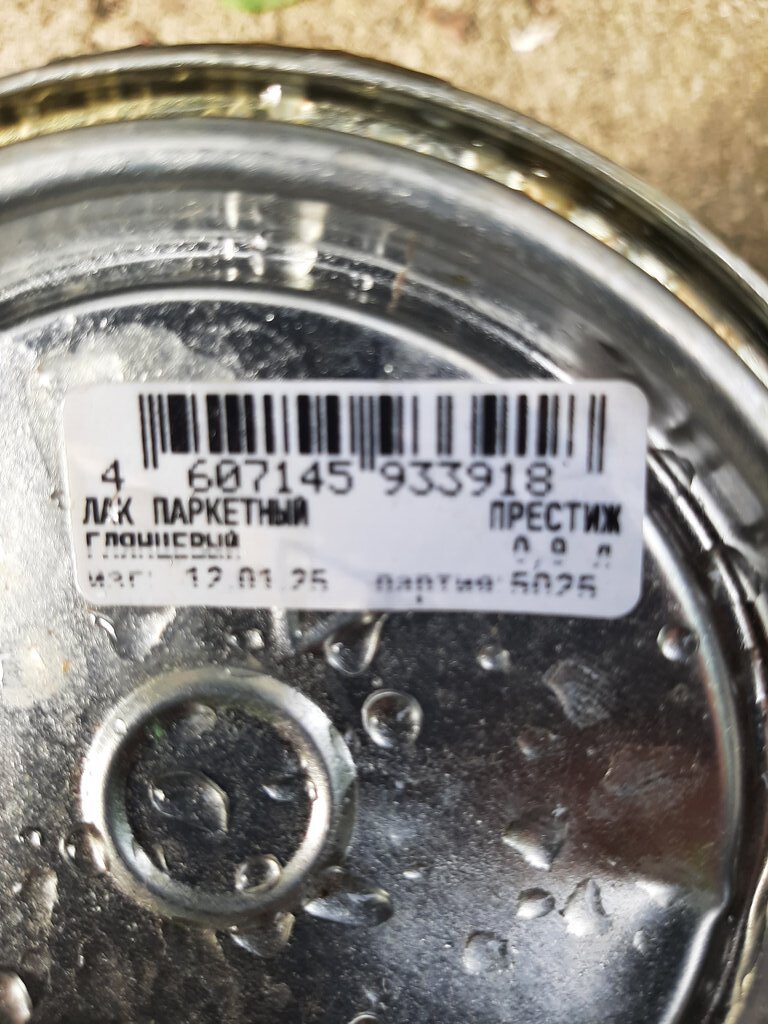 4 607145 933918
ЛАК ПАРКЕТНЫЙ ПРЕСТИЖ
ГЛЯНЦЕВЫЙ 0,9 л
изг: 12.01.25 партия:5025